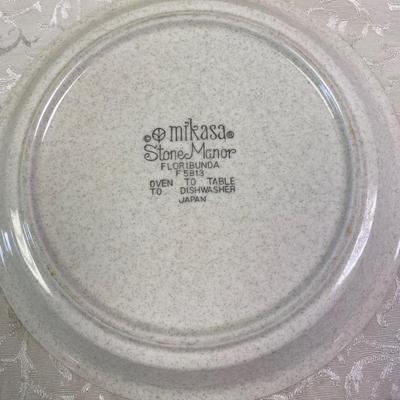 © mikasa®
Stone Manor
FLORIBUNDA
F 5813
OVEN TO TABLE
TO DISHWASHER
JAPAN